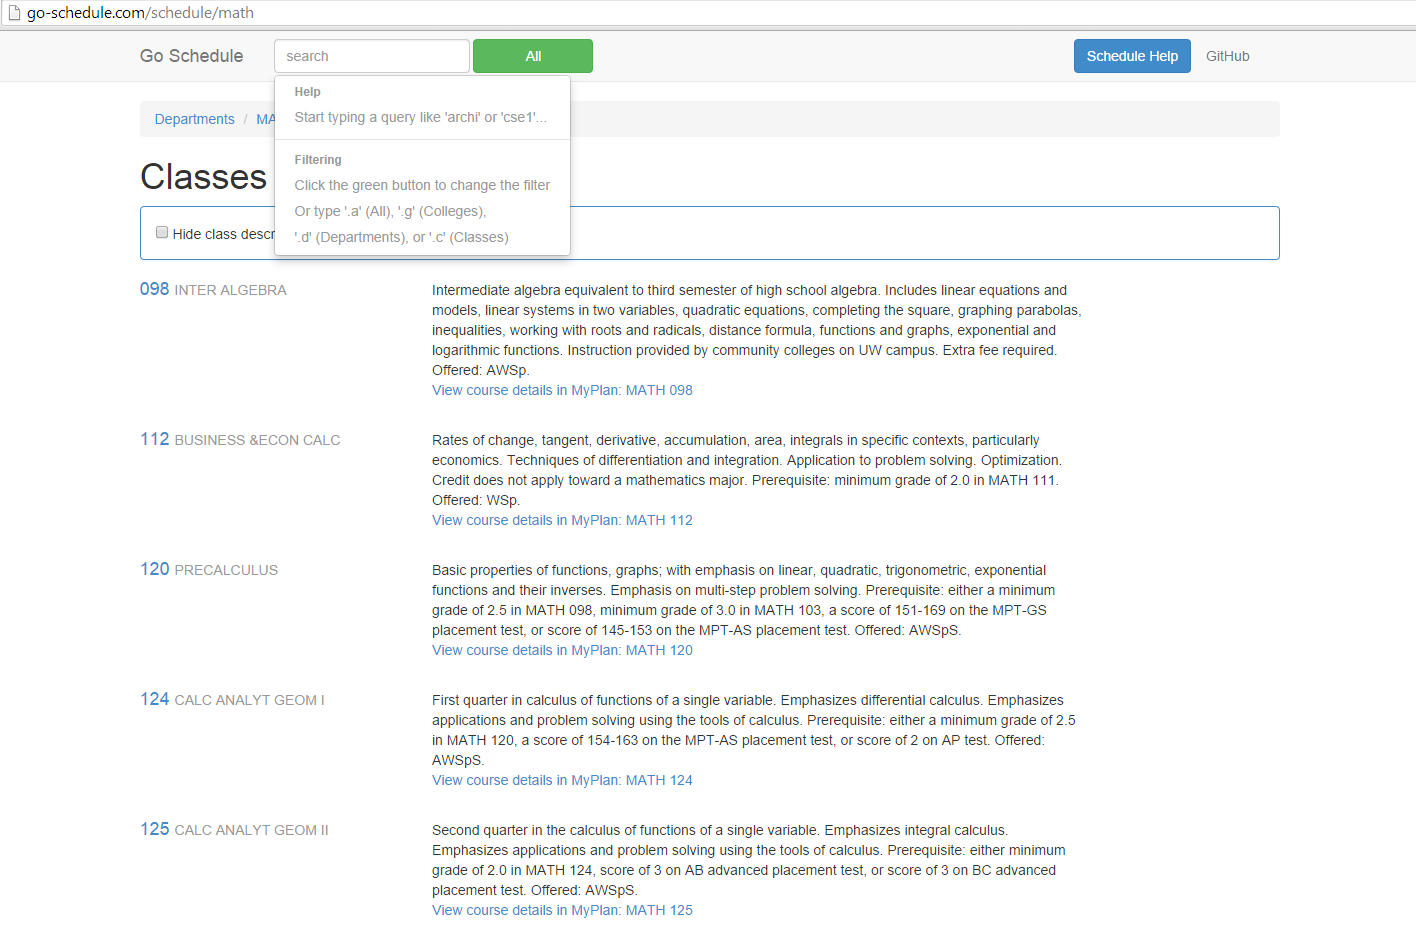 go-schedule.com/schedule/math
Go Schedule search All Schedule Help GitHub
Help
Start typing a query like 'archi' or 'cse1'...
Filtering
Click the green button to change the filter
Or type '.a' (All), '.g' (Colleges),
'.d' (Departments), or '.c' (Classes)
Departments / MA
Classes
Hide class descr
098 INTER ALGEBRA
Intermediate algebra equivalent to third semester of high school algebra. Includes linear equations and
models, linear systems in two variables, quadratic equations, completing the square, graphing parabolas,
inequalities, working with roots and radicals, distance formula, functions and graphs, exponential and
logarithmic functions. Instruction provided by community colleges on UW campus. Extra fee required.
Offered: AWSp.
View course details in MyPlan: MATH 098
112 BUSINESS &ECON CALC
Rates of change, tangent, derivative, accumulation, area, integrals in specific contexts, particularly
economics. Techniques of differentiation and integration. Application to problem solving. Optimization.
Credit does not apply toward a mathematics major. Prerequisite: minimum grade of 2.0 in MATH 111.
Offered: WSp.
View course details in MyPlan: MATH 112
120 PRECALCULUS
Basic properties of functions, graphs; with emphasis on linear, quadratic, trigonometric, exponential
functions and their inverses. Emphasis on multi-step problem solving. Prerequisite: either a minimum
grade of 2.5 in MATH 098, minimum grade of 3.0 in MATH 103, a score of 151-169 on the MPT-GS
placement test, or score of 145-153 on the MPT-AS placement test. Offered: AWSpS.
View course details in MyPlan: MATH 120
124 CALC ANALYT GEOM I
First quarter in calculus of functions of a single variable. Emphasizes differential calculus. Emphasizes
applications and problem solving using the tools of calculus. Prerequisite: either a minimum grade of 2.5
in MATH 120, a score of 154-163 on the MPT-AS placement test, or score of 2 on AP test. Offered:
AWSpS.
View course details in MyPlan: MATH 124
125 CALC ANALYT GEOM II
Second quarter in the calculus of functions of a single variable. Emphasizes integral calculus.
Emphasizes applications and problem solving using the tools of calculus. Prerequisite: either minimum
grade of 2.0 in MATH 124, score of 3 on AB advanced placement test, or score of 3 on BC advanced
placement test. Offered: AWSpS.
View course details in MyPlan: MATH 125